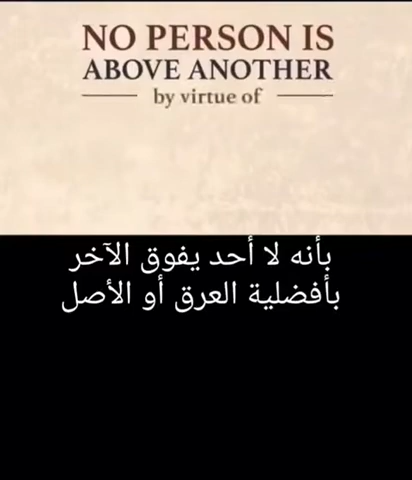 NO PERSON IS
ABOVE ANOTHER
by virtue of
بأنه لا أحد يفوق الآخر
بأفضلية العرق أو الأصل